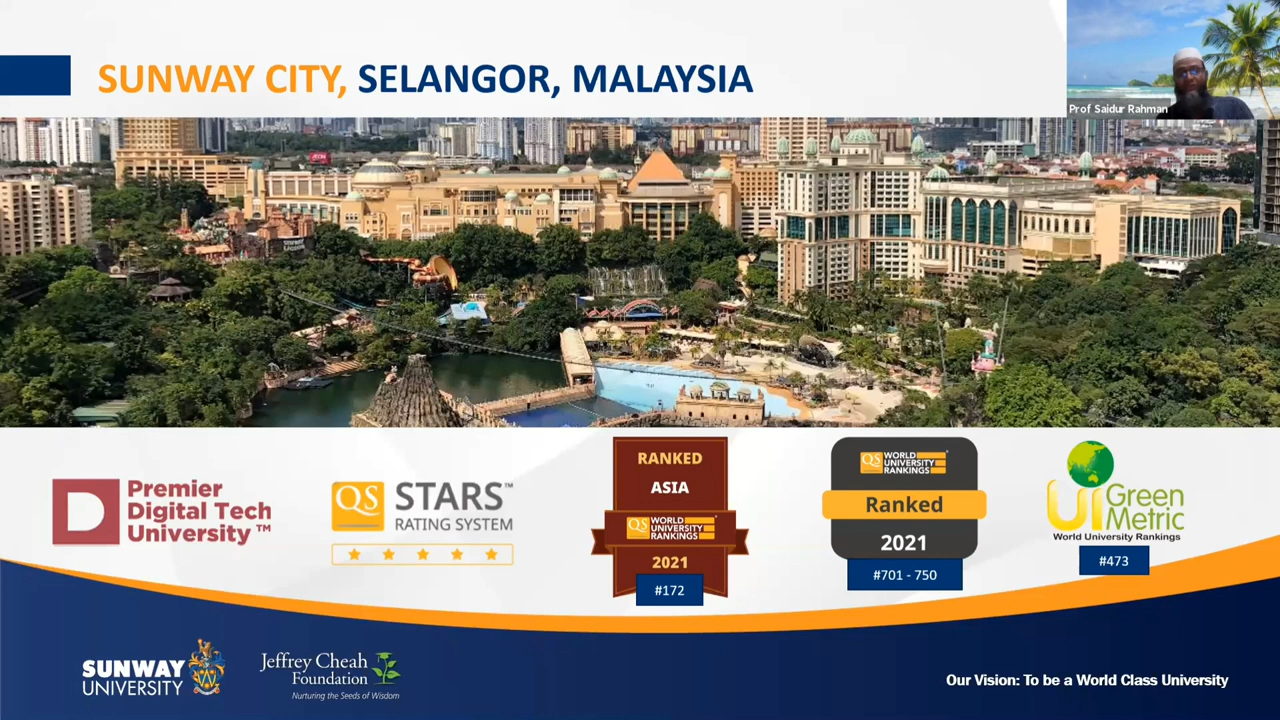 SUNWAY CITY, SELANGOR, MALAYSIA
Prof Saidur Rahman
D
Premier
Digital Tech
University™
QS
STARS™
RATING SYSTEM
RANKED
ASIA
QS WORLD
UNIVERSITY
RANKINGS
2021
#172
QS WORLD
UNIVERSITY
RANKINGS
Ranked
2021
#701 - 750
UI Green
Metric
World University Rankings
#473
SUNWAY
UNIVERSITY
Jeffrey Cheah
Foundation
Nurturing the Seeds of Wisdom
Our Vision: To be a World Class University